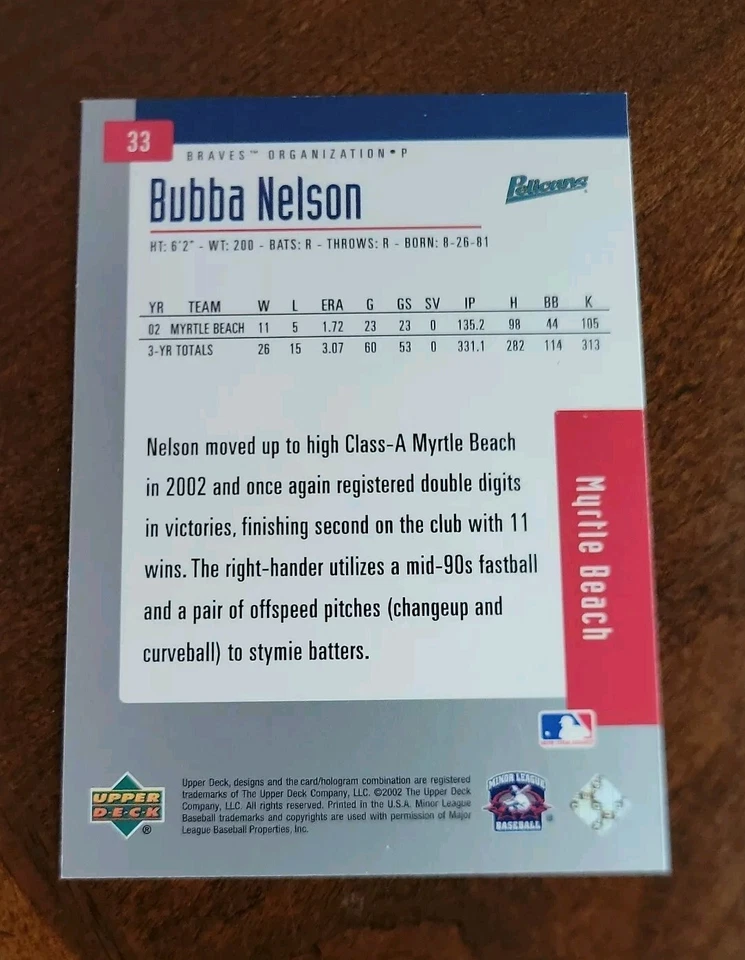 33
BRAVES™ ORGANIZATION • P
Bubba Nelson
Pelicans
HT: 6'2" - WT: 200 - BATS: R - THROWS: R - BORN: 8-26-81
YR TEAM W L ERA G GS SV IP H BB K
02 MYRTLE BEACH 11 5 1.72 23 23 0 135.2 98 44 105
3-YR TOTALS 26 15 3.07 60 53 0 331.1 282 114 313
Nelson moved up to high Class-A Myrtle Beach
in 2002 and once again registered double digits
in victories, finishing second on the club with 11
wins. The right-hander utilizes a mid-90s fastball
and a pair of offspeed pitches (changeup and
curveball) to stymie batters.
Myrtle Beach
UPPER
D•E•C•K
®
Upper Deck, designs and the card/hologram combination are registered
trademarks of The Upper Deck Company, LLC. ©2002 The Upper Deck
Company, LLC. All rights reserved. Printed in the U.S.A. Minor League
Baseball trademarks and copyrights are used with permission of Major
League Baseball Properties, Inc.
MINOR LEAGUE
BASEBALL